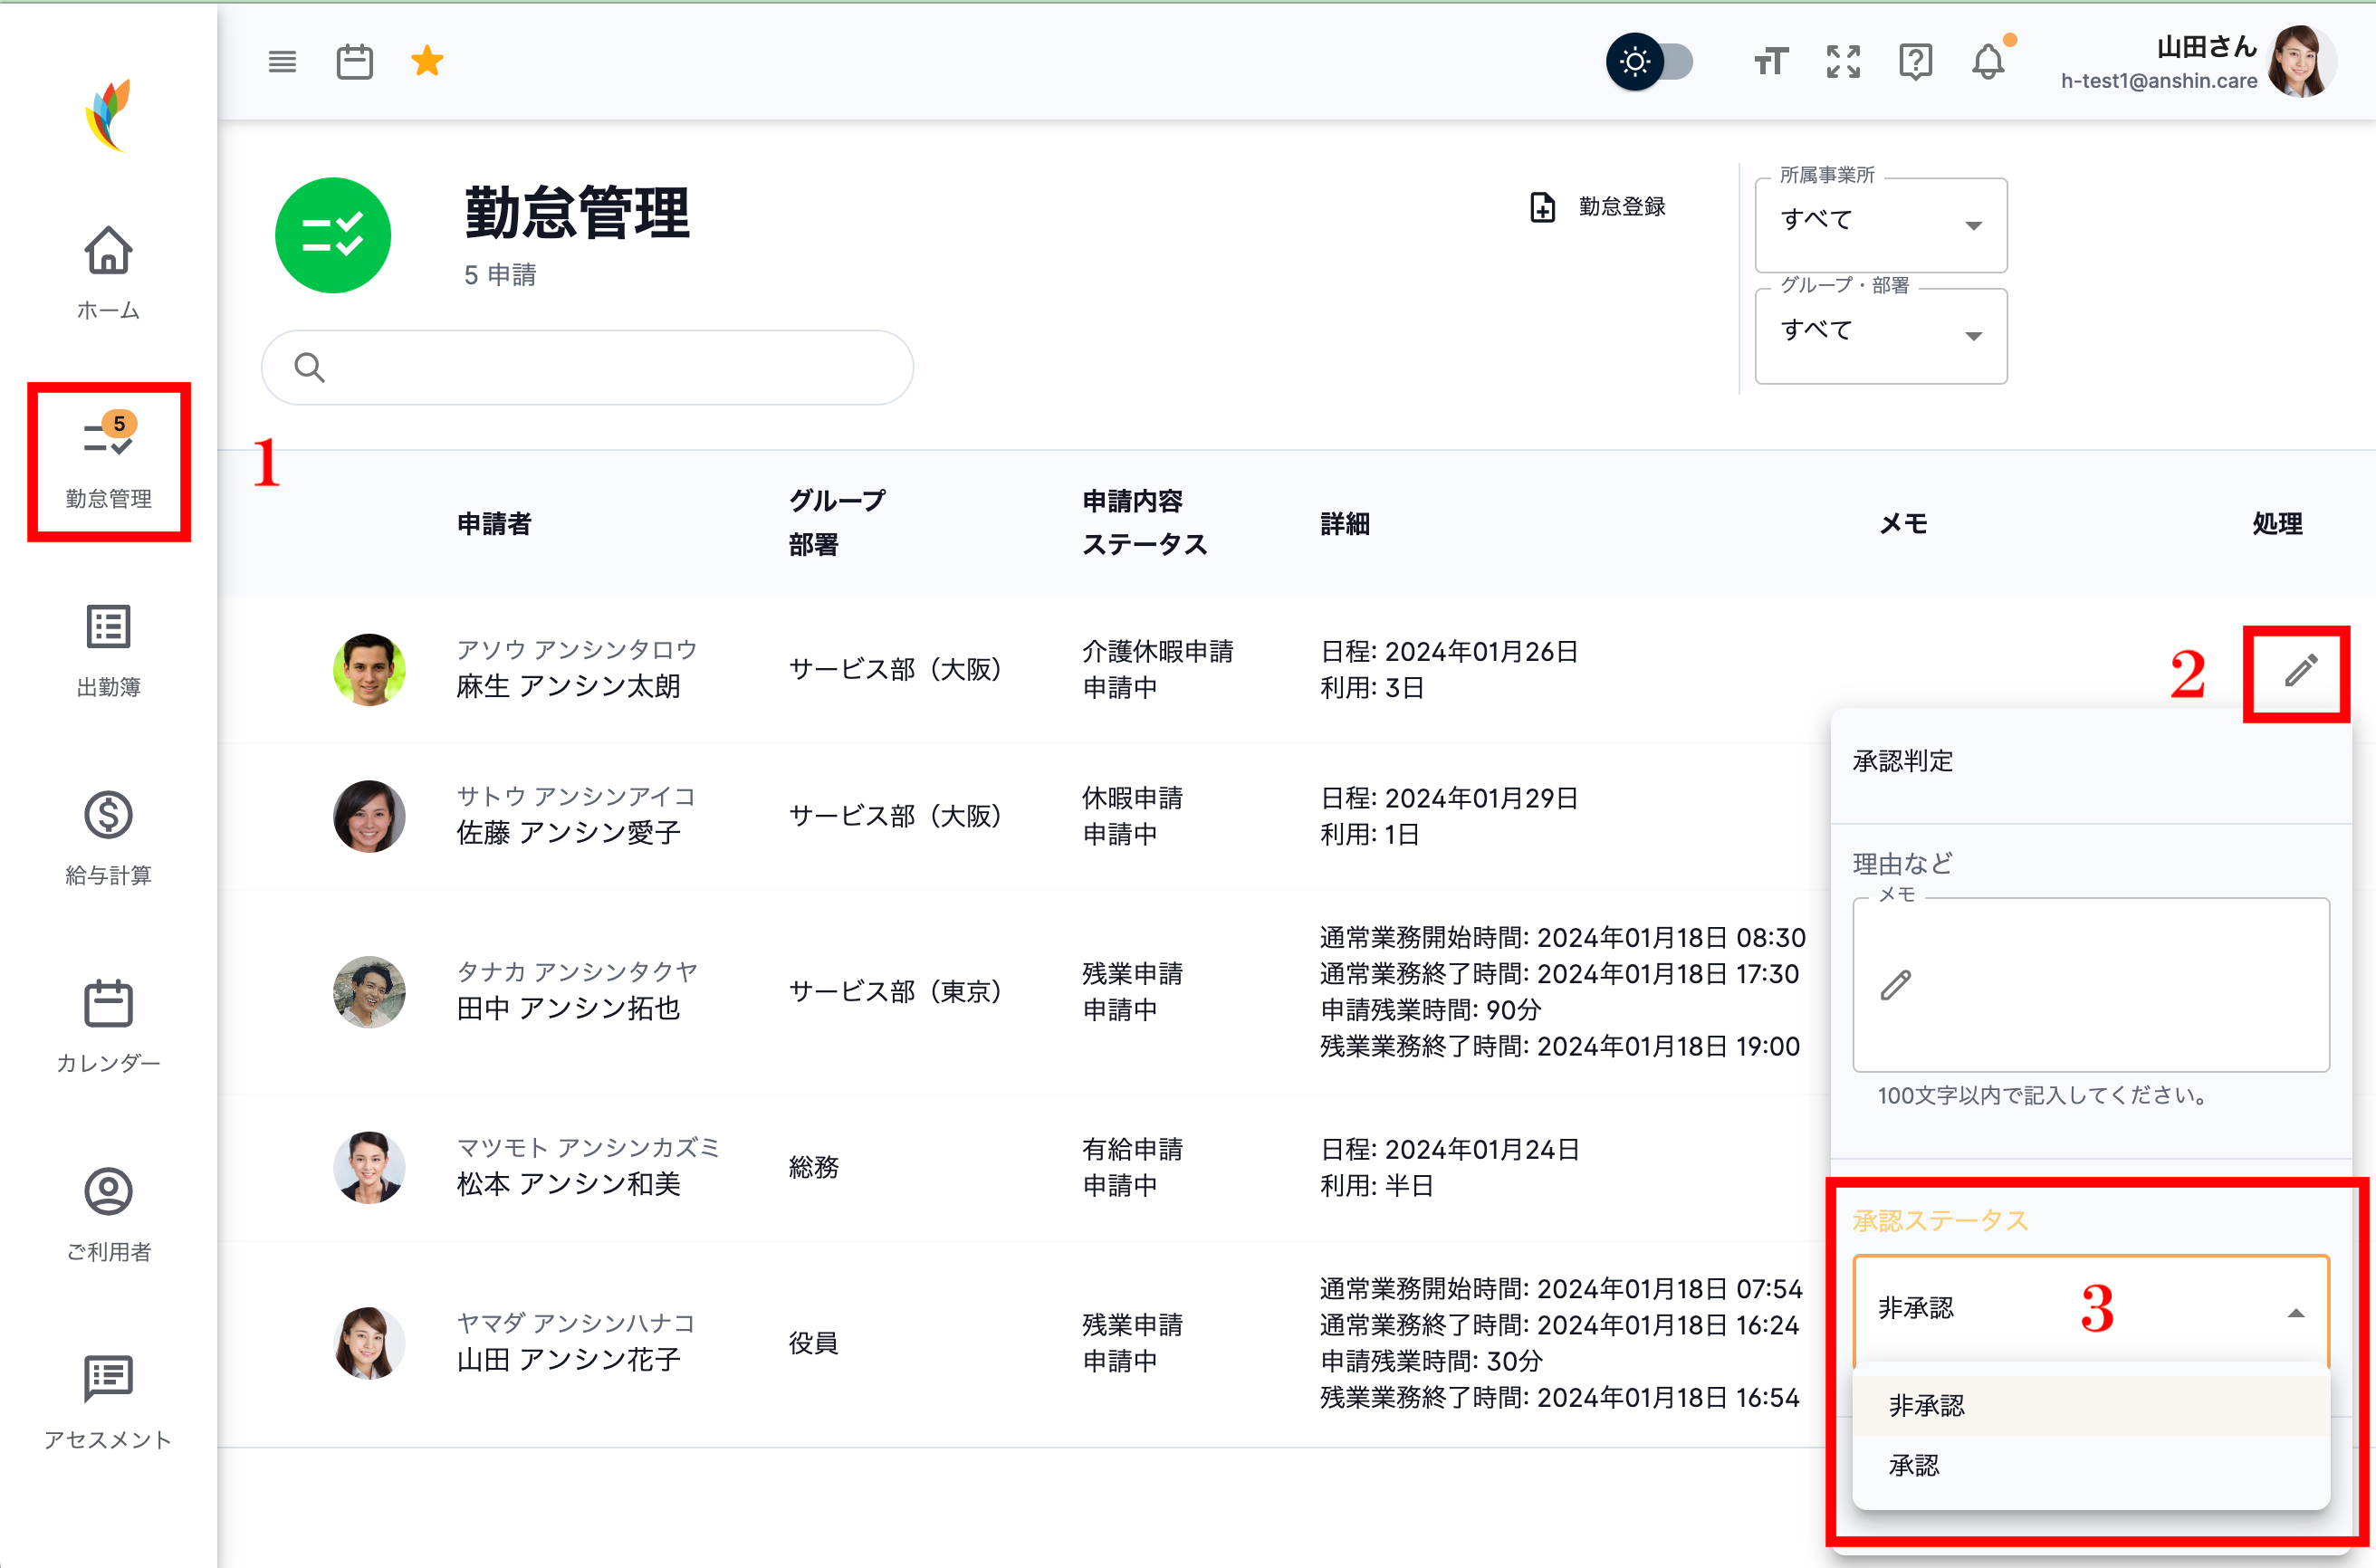 山田さん
h-test1@anshin.care
ホーム
5
勤怠管理
1
出勤簿
給与計算
カレンダー
ご利用者
アセスメント
勤怠管理
5 申請
勤怠登録
所属事業所
すべて
グループ・部署
すべて
申請者
グループ
部署
申請内容
ステータス
詳細
メモ
処理
アソウ アンシンタロウ
麻生 アンシン太朗
サービス部（大阪）
介護休暇申請
申請中
日程: 2024年01月26日
利用: 3日
2
サトウ アンシンアイコ
佐藤 アンシン愛子
サービス部（大阪）
休暇申請
申請中
日程: 2024年01月29日
利用: 1日
タナカ アンシンタクヤ
田中 アンシン拓也
サービス部（東京）
残業申請
申請中
通常業務開始時間: 2024年01月18日 08:30
通常業務終了時間: 2024年01月18日 17:30
申請残業時間: 90分
残業業務終了時間: 2024年01月18日 19:00
マツモト アンシンカズミ
松本 アンシン和美
総務
有給申請
申請中
日程: 2024年01月24日
利用: 半日
ヤマダ アンシンハナコ
山田 アンシン花子
役員
残業申請
申請中
通常業務開始時間: 2024年01月18日 07:54
通常業務終了時間: 2024年01月18日 16:24
申請残業時間: 30分
残業業務終了時間: 2024年01月18日 16:54
承認判定
理由など
メモ
100文字以内で記入してください。
承認ステータス
非承認
3
非承認
承認